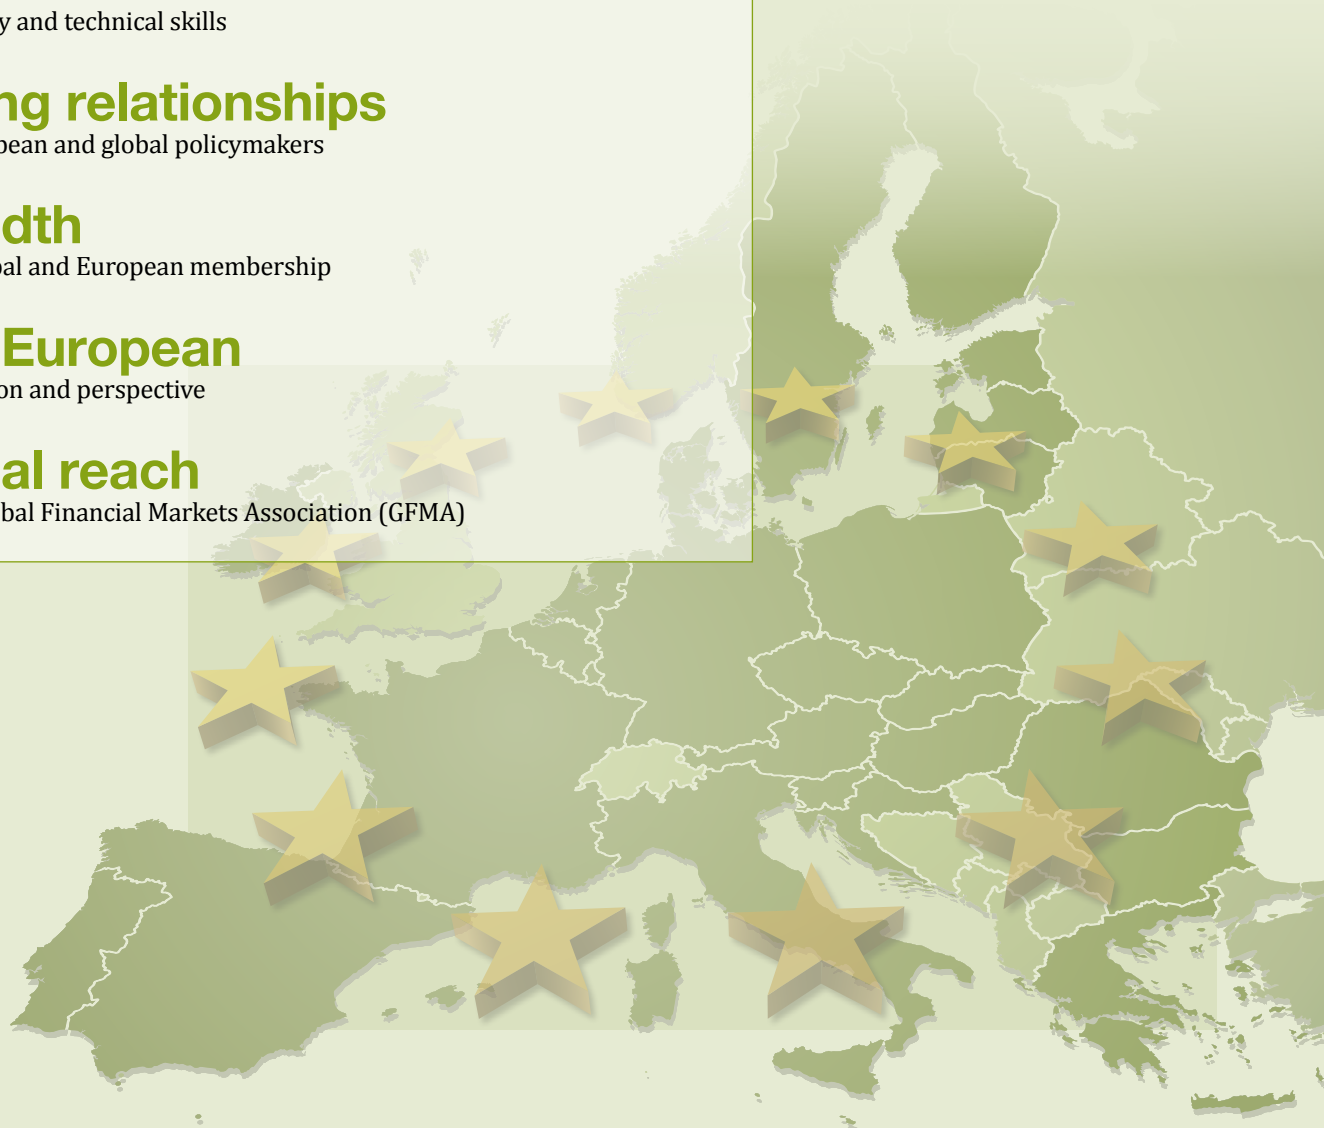 y and technical skills
ng relationships
pean and global policymakers
dth
bal and European membership
European
on and perspective
al reach
bal Financial Markets Association (GFMA)